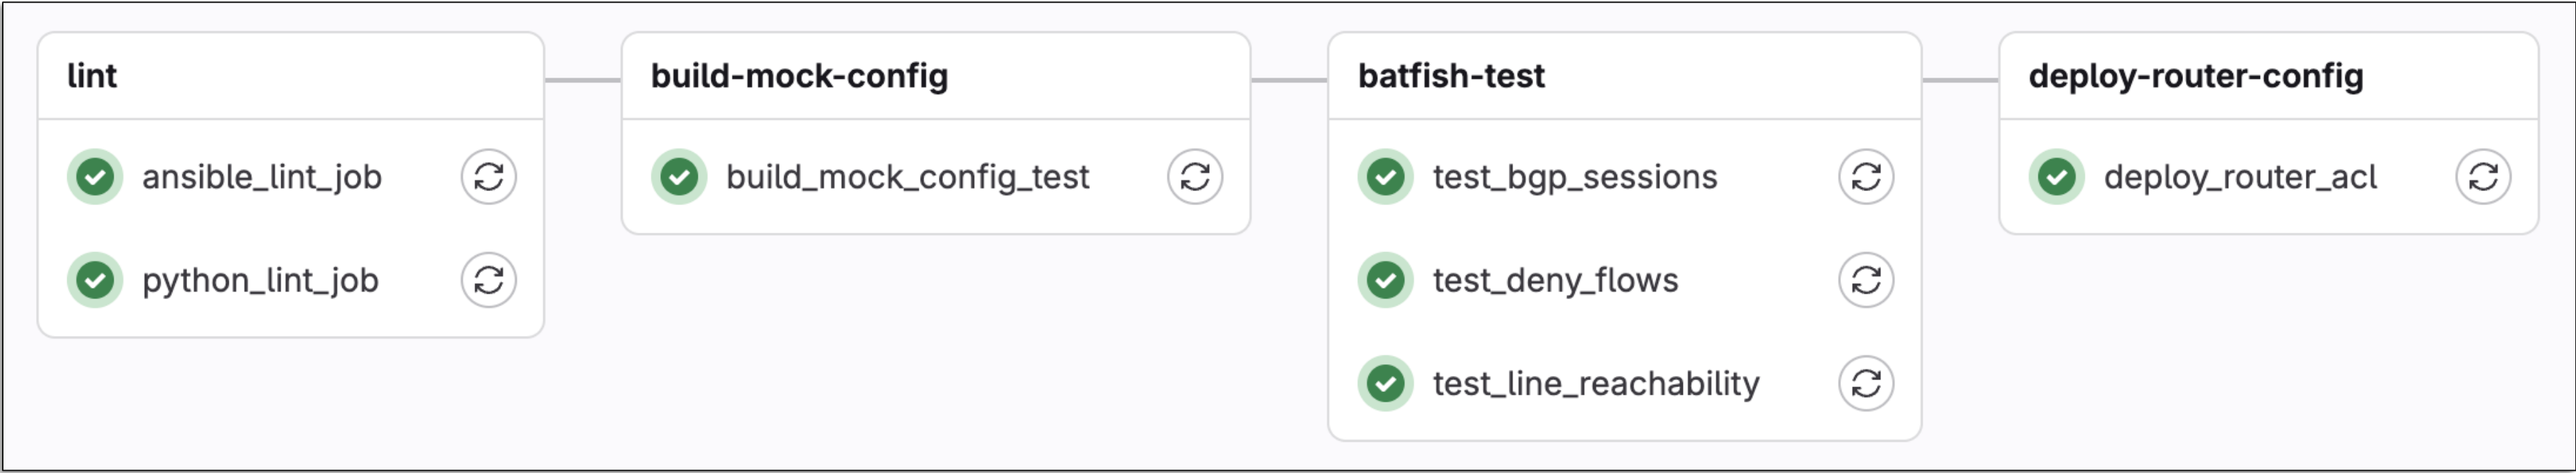 lint
ansible_lint_job
python_lint_job
build-mock-config
build_mock_config_test
batfish-test
test_bgp_sessions
test_deny_flows
test_line_reachability
deploy-router-config
deploy_router_acl